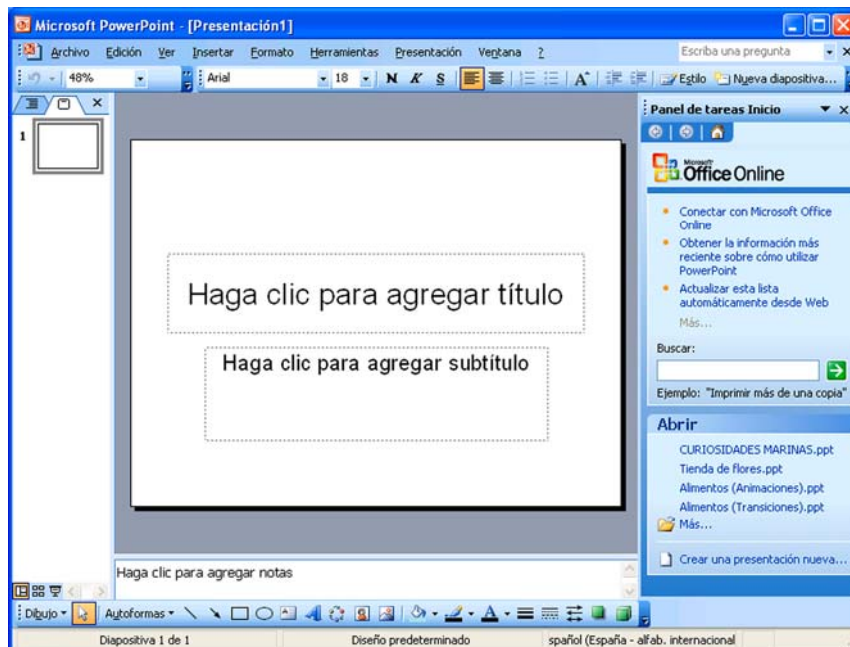 Microsoft PowerPoint - [Presentación1]
Archivo Edición Ver Insertar Formato Herramientas Presentación Ventana ? Escriba una pregunta
48% Arial 18 N K S Estilo Nueva diapositiva...
Panel de tareas Inicio
1
Microsoft
Office Online
Conectar con Microsoft Office
Online
Obtener la información más
reciente sobre cómo utilizar
PowerPoint
Actualizar esta lista
automáticamente desde Web
Más...
Buscar:
Ejemplo: "Imprimir más de una copia"
Abrir
CURIOSIDADES MARINAS.ppt
Tienda de flores.ppt
Alimentos (Animaciones).ppt
Alimentos (Transiciones).ppt
Más...
Crear una presentación nueva...
Haga clic para agregar título
Haga clic para agregar subtítulo
Haga clic para agregar notas
Dibujo Autoformas
Diapositiva 1 de 1 Diseño predeterminado spañol (España - alfab. internacional